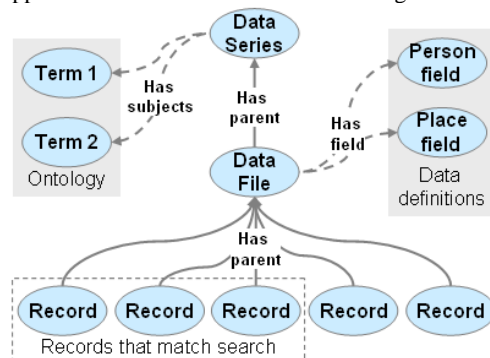 Data
Series
Term 1
Has
subjects
Term 2
Ontology
Has
parent
Person
field
Has
field
Place
field
Data
definitions
Data
File
Has
parent
Record
Record
Record
Record
Record
Records that match search